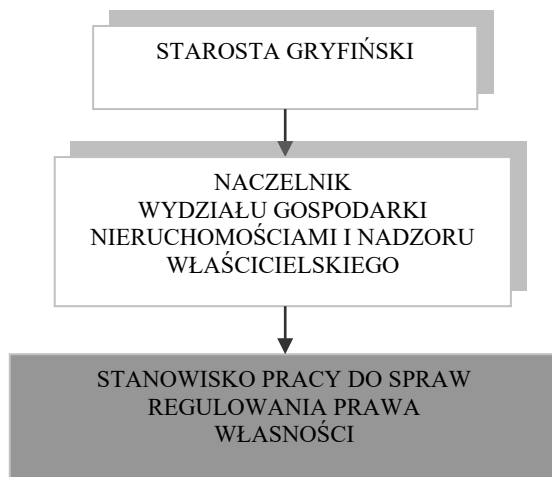 STAROSTA GRYFIŃSKI
NACZELNIK
WYDZIAŁU GOSPODARKI
NIERUCHOMOŚCIAMI I NADZORU
WŁAŚCICIELSKIEGO
STANOWISKO PRACY DO SPRAW
REGULOWANIA PRAWA
WŁASNOŚCI